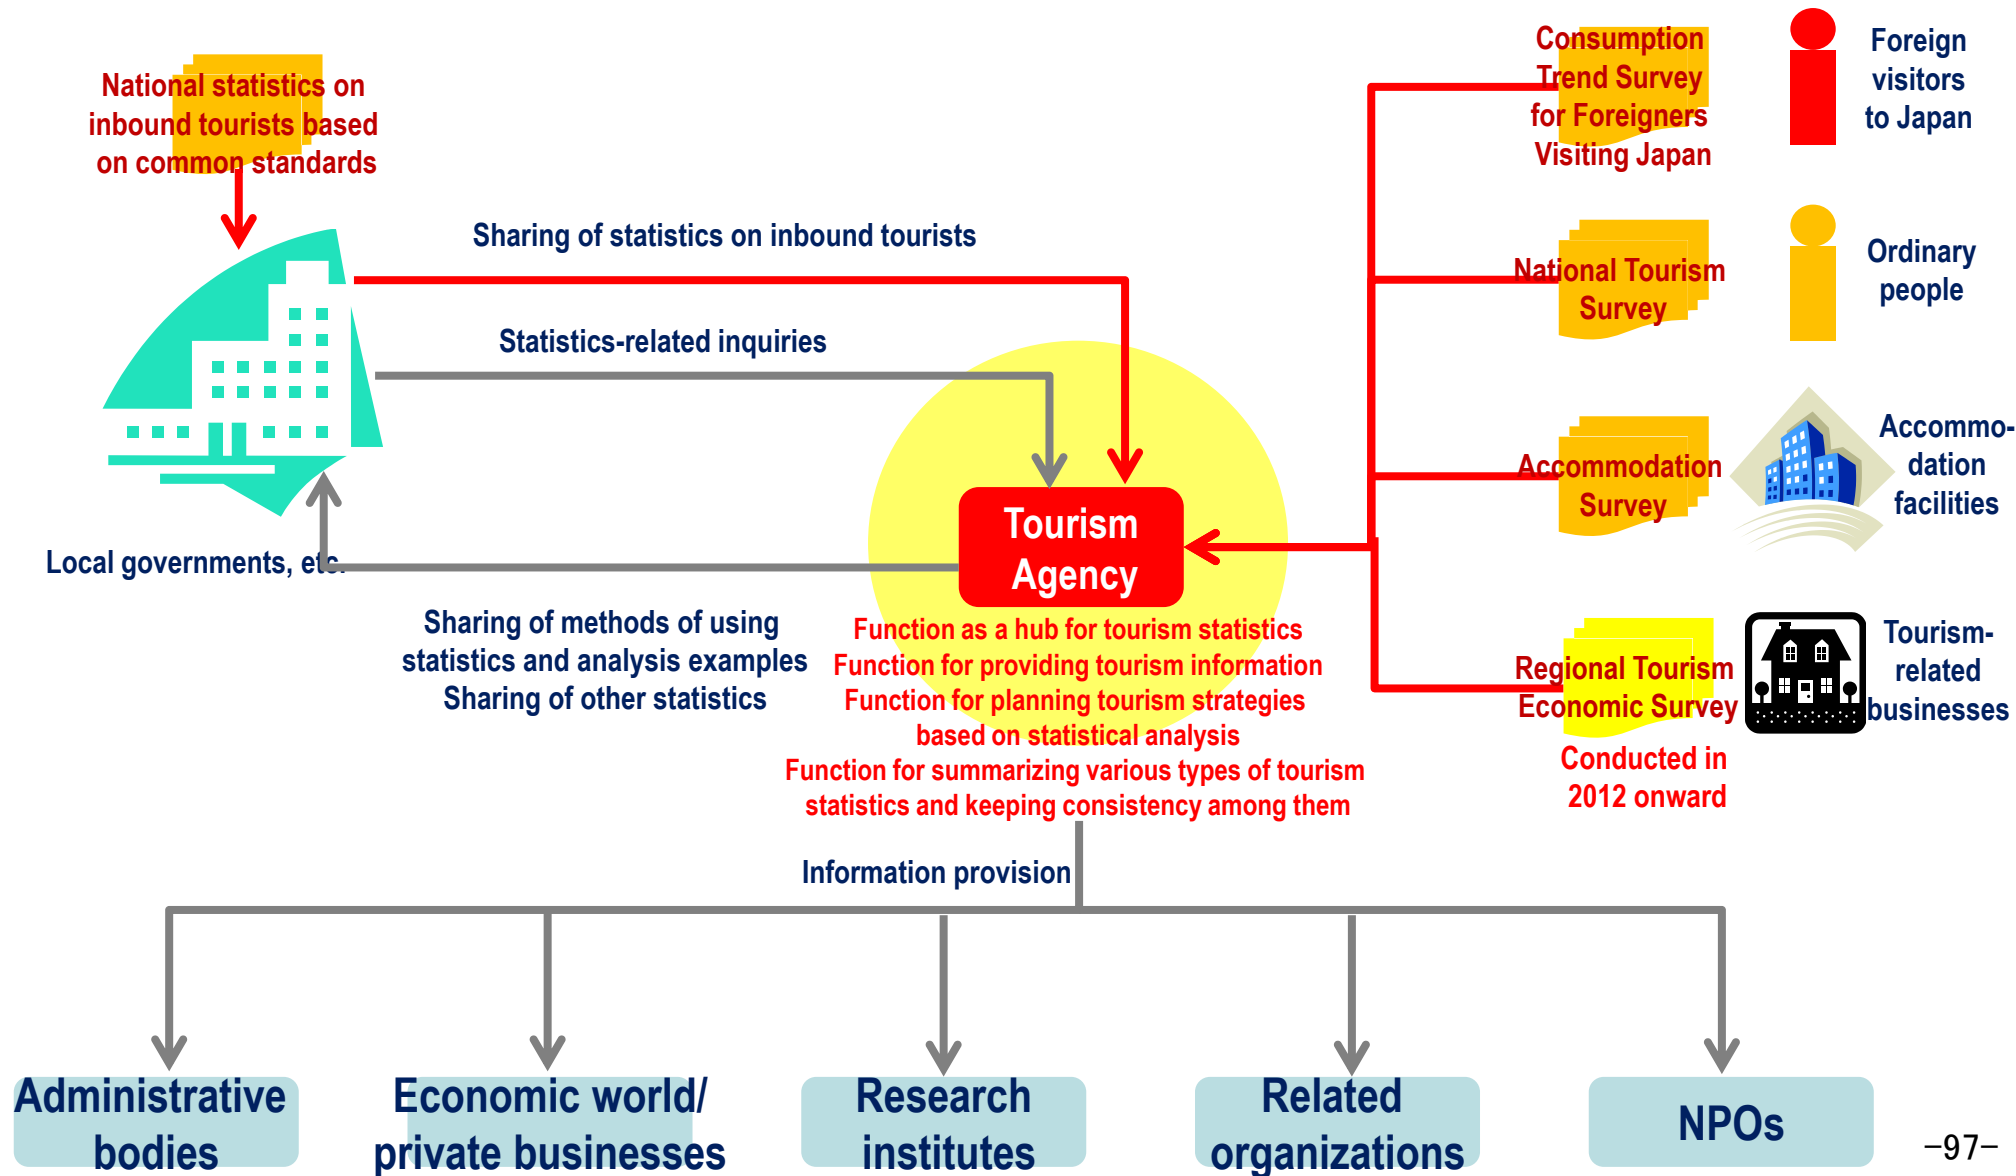 National statistics on
inbound tourists based
on common standards
Sharing of statistics on inbound tourists
Statistics-related inquiries
Local governments, etc.
Sharing of methods of using
statistics and analysis examples
Sharing of other statistics
Tourism
Agency
Function as a hub for tourism statistics
Function for providing tourism information
Function for planning tourism strategies
based on statistical analysis
Function for summarizing various types of tourism
statistics and keeping consistency among them
Consumption
Trend Survey
for Foreigners
Visiting Japan
Foreign
visitors
to Japan
National Tourism
Survey
Ordinary
people
Accommodation
Survey
Accommo-
dation
facilities
Regional Tourism
Economic Survey
Conducted in
2012 onward
Tourism-
related
businesses
Information provision
Administrative
bodies
Economic world/
private businesses
Research
institutes
Related
organizations
NPOs
−97−